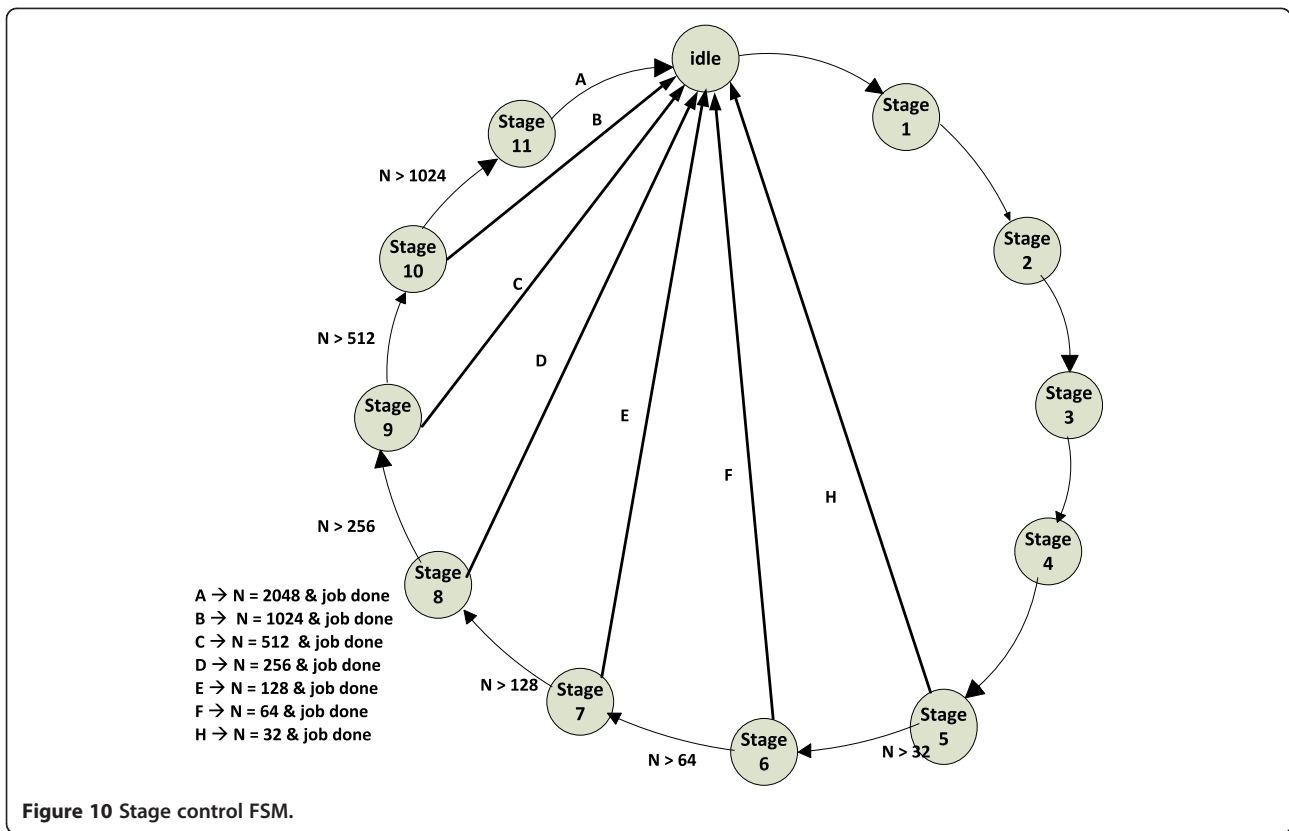 idle
Stage
1
Stage
2
Stage
3
Stage
4
Stage
5
N > 32
Stage
6
N > 64
Stage
7
N > 128
Stage
8
N > 256
Stage
9
N > 512
Stage
10
N > 1024
Stage
11
A
B
C
D
E
F
H
A → N = 2048 & job done
B → N = 1024 & job done
C → N = 512 & job done
D → N = 256 & job done
E → N = 128 & job done
F → N = 64 & job done
H → N = 32 & job done
Figure 10 Stage control FSM.